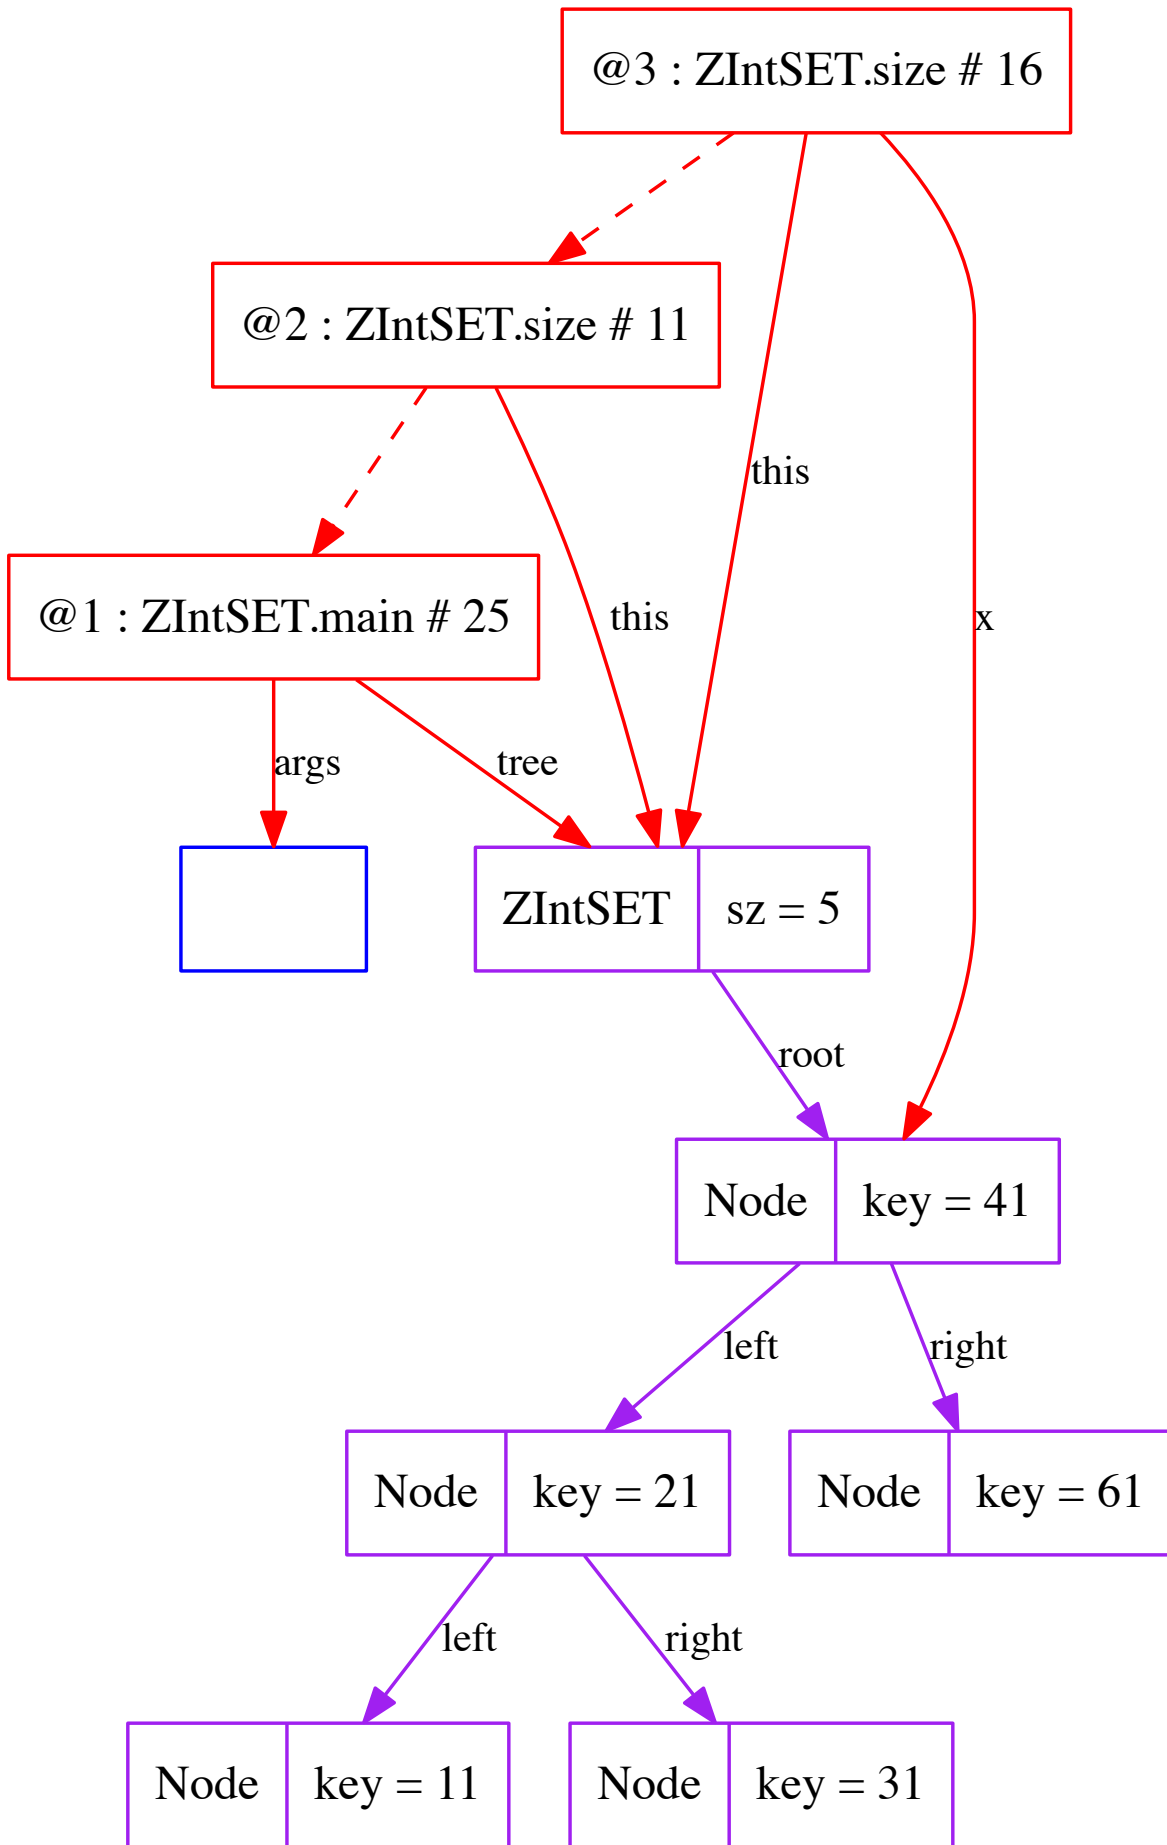 @3 : ZIntSET.size # 16
@2 : ZIntSET.size # 11
this
@1 : ZIntSET.main # 25
this
x
args
tree
ZIntSET
sz = 5
root
Node
key = 41
left
right
Node
key = 21
Node
key = 61
left
right
Node
key = 11
Node
key = 31